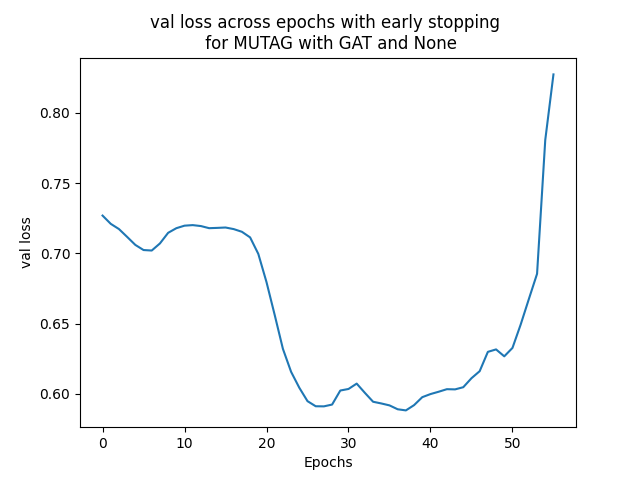 val loss across epochs with early stopping
for MUTAG with GAT and None
0.80
0.75
0.70
0.65
0.60
val loss
0 10 20 30 40 50
Epochs